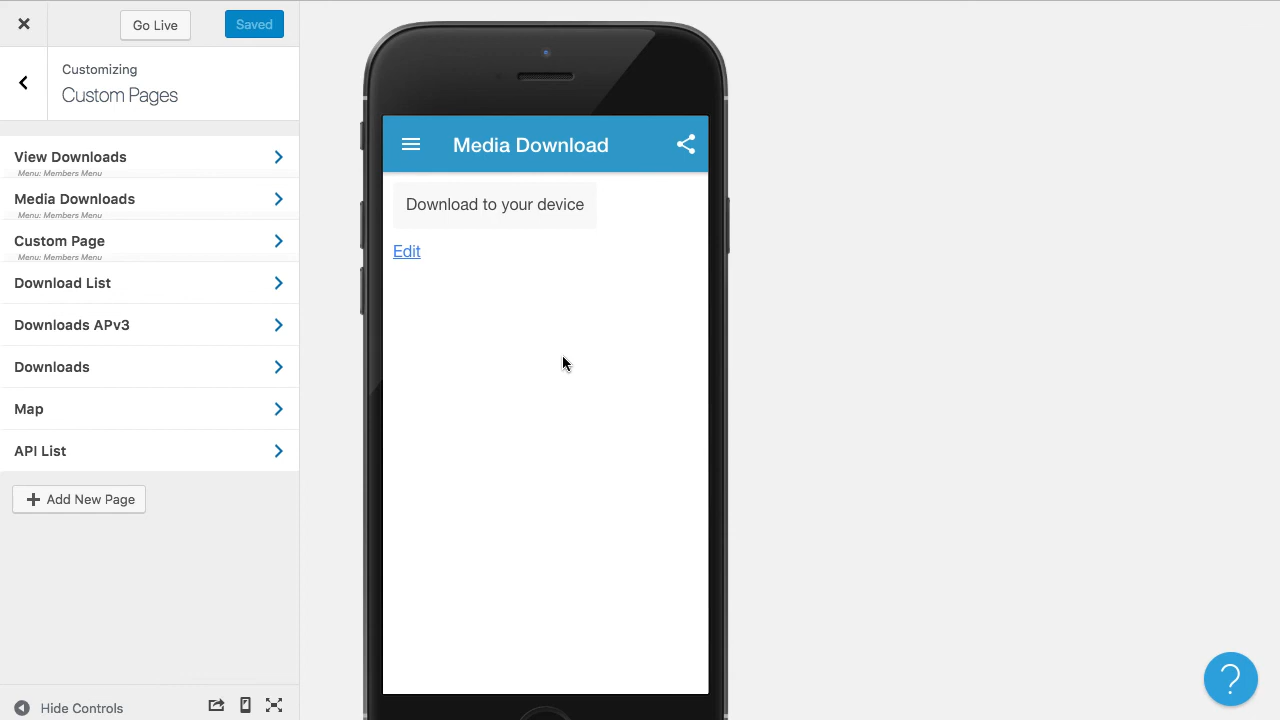 Go Live
Saved
Customizing
Custom Pages
View Downloads
Menu: Members Menu
Media Downloads
Menu: Members Menu
Custom Page
Menu: Members Menu
Download List
Downloads APv3
Downloads
Map
API List
Add New Page
Hide Controls
Media Download
Download to your device
Edit
?